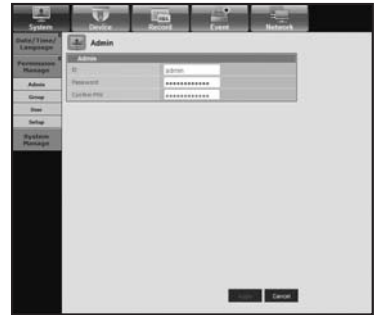 System Device Record Event Network
Date/Time/
Language
Permission
Manage
Admin
Group
User
Setup
System
Manage
Admin
Admin
ID admin
Password ************
Confirm PW ************
Cancel